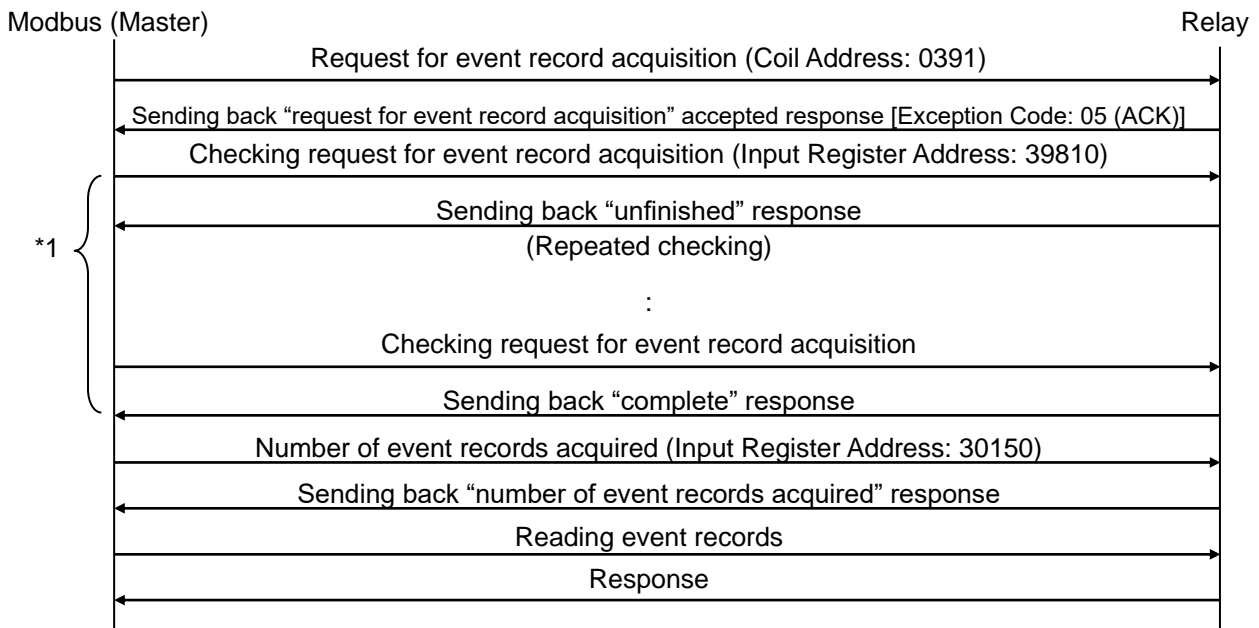 Modbus (Master)
Relay
Request for event record acquisition (Coil Address: 0391)
Sending back “request for event record acquisition” accepted response [Exception Code: 05 (ACK)]
Checking request for event record acquisition (Input Register Address: 39810)
Sending back “unfinished” response
*1
(Repeated checking)
:
Checking request for event record acquisition
Sending back “complete” response
Number of event records acquired (Input Register Address: 30150)
Sending back “number of event records acquired” response
Reading event records
Response